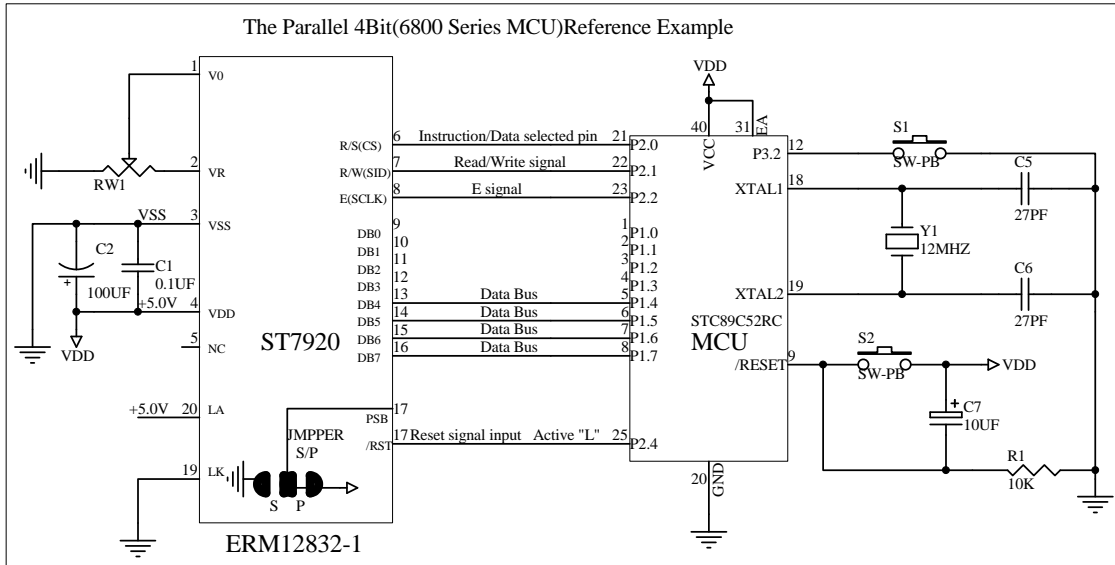 The Parallel 4Bit(6800 Series MCU)Reference Example
1
V0
2
VR
RW1
3
VSS
VSS
C2
100UF
C1
0.1UF
+5.0V
4
VDD
VDD
5
NC
ST7920
+5.0V
20
LA
19
LK
JMPPER
S/P
S
P
ERM12832-1
R/S(CS)
6
Instruction/Data selected pin
21
P2.0
R/W(SID)
7
Read/Write signal
22
P2.1
E(SCLK)
8
E signal
23
P2.2
9
DB0
10
DB1
11
DB2
12
DB3
13
DB4
14
DB5
15
DB6
16
DB7
Data Bus
Data Bus
Data Bus
Data Bus
1
P1.0
2
P1.1
3
P1.2
4
P1.3
5
P1.4
6
P1.5
7
P1.6
8
P1.7
PSB
17
/RST
17
Reset signal input
Active "L"
25
P2.4
VDD
40
VCC
31
EA
STC89C52RC
MCU
20
GND
P3.2
12
S1
SW-PB
XTAL1
18
C5
27PF
Y1
12MHZ
XTAL2
19
C6
27PF
/RESET
9
S2
SW-PB
VDD
C7
10UF
R1
10K